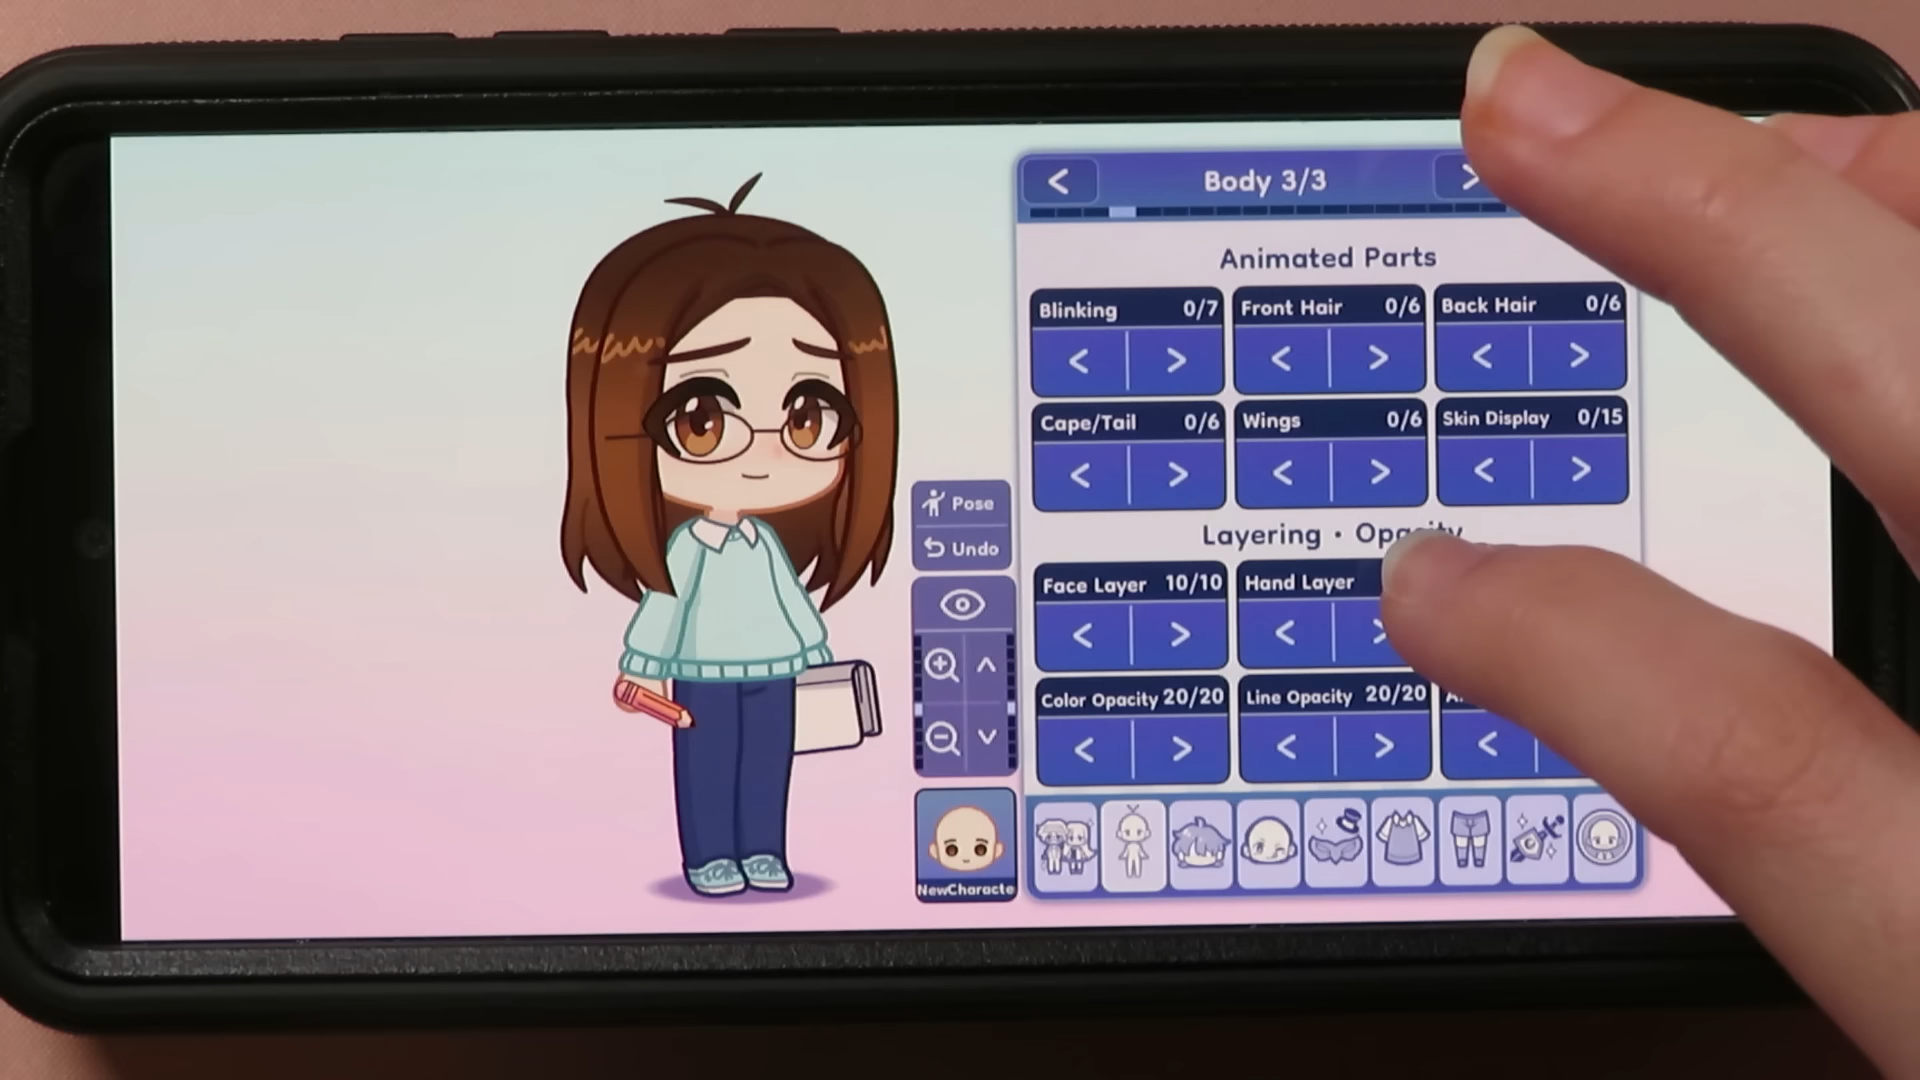 Body 3/3
Animated Parts
Blinking 0/7 Front Hair 0/6 Back Hair 0/6
Cape/Tail 0/6 Wings 0/6 Skin Display 0/15
Pose
Undo
Layering • Opacity
Face Layer 10/10 Hand Layer
Color Opacity 20/20 Line Opacity 20/20
NewCharacte